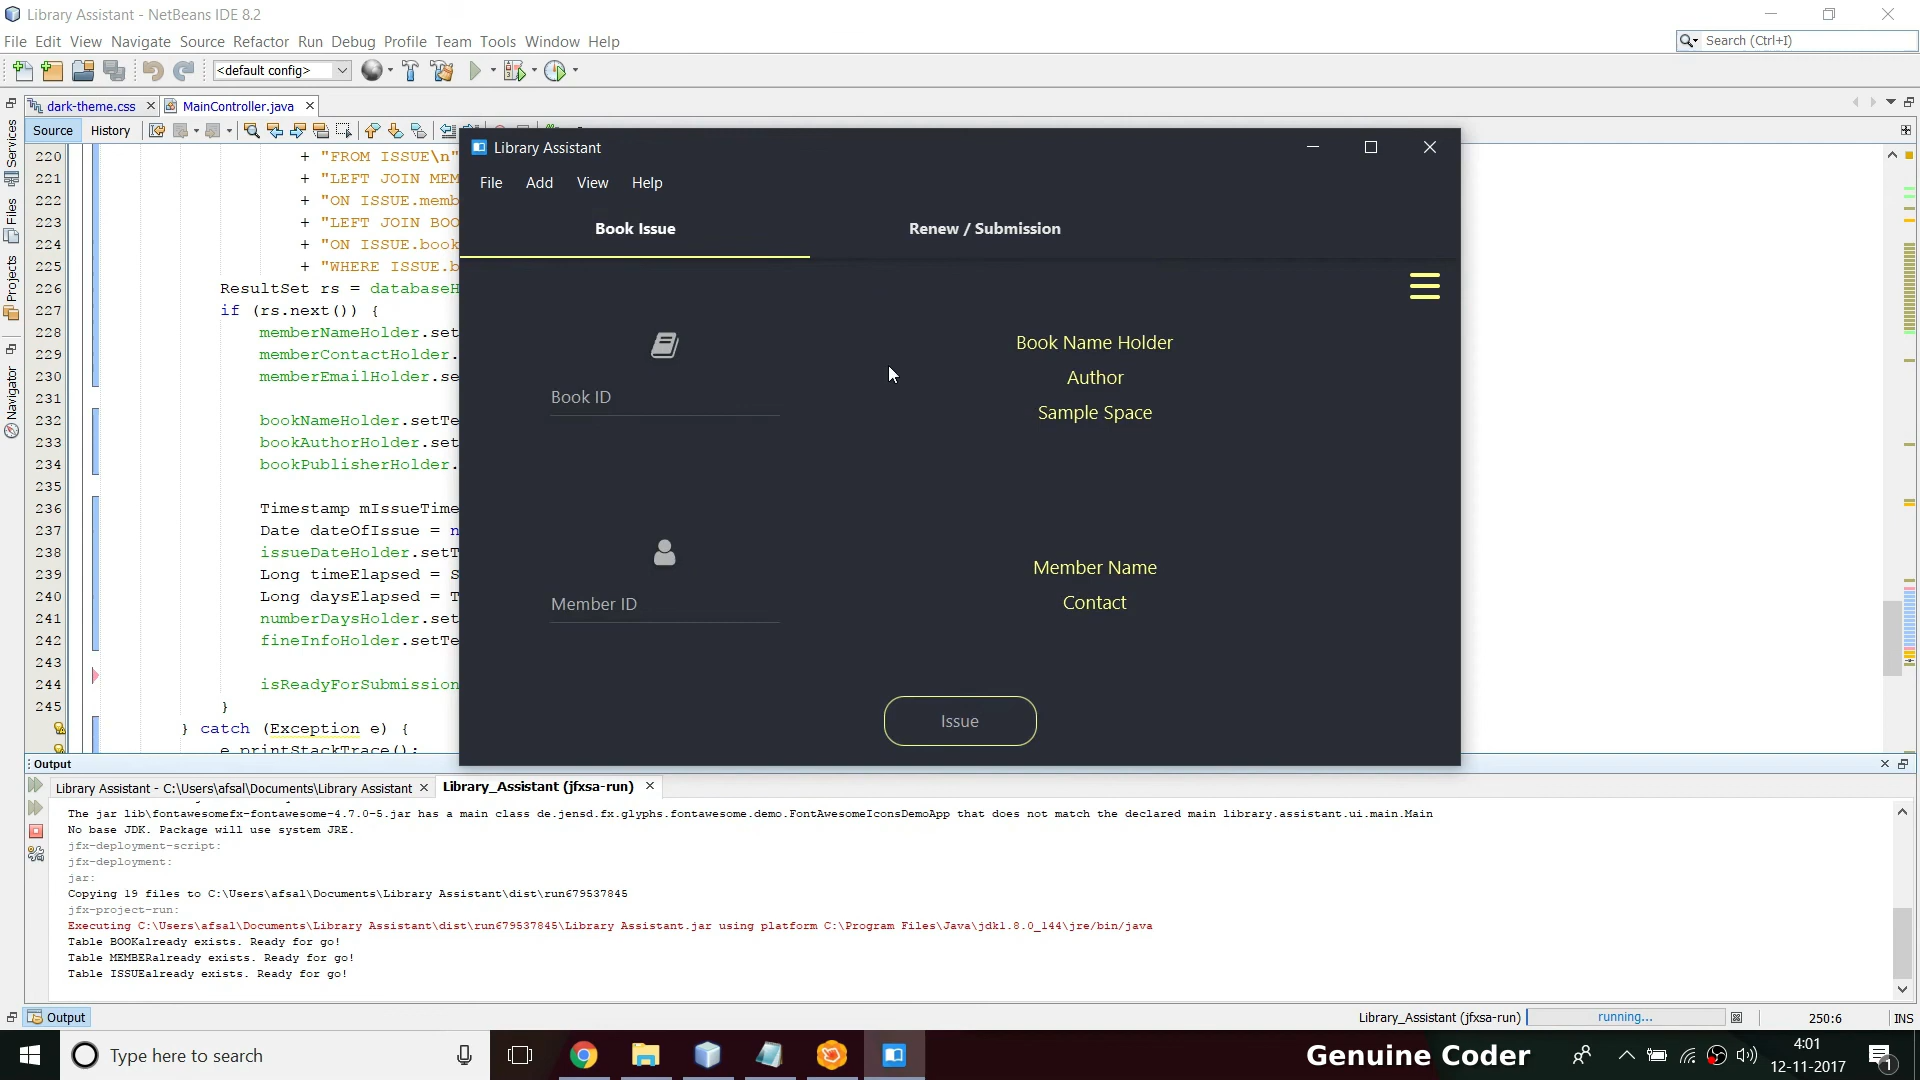 Library Assistant - NetBeans IDE 8.2
File Edit View Navigate Source Refactor Run Debug Profile Team Tools Window Help
Search (Ctrl+I)
<default config>
dark-theme.css
MainController.java
Source
History
Services
Files
Projects
Navigator
220 + "FROM ISSUE\n"
221 + "LEFT JOIN MEM
222 + "ON ISSUE.memb
223 + "LEFT JOIN BOO
224 + "ON ISSUE.book
225 + "WHERE ISSUE.b
226 ResultSet rs = databaseH
227 if (rs.next()) {
228 memberNameHolder.set
229 memberContactHolder.
230 memberEmailHolder.se
231
232 bookNameHolder.setTe
233 bookAuthorHolder.set
234 bookPublisherHolder.
235
236 Timestamp mIssueTime
237 Date dateOfIssue = n
238 issueDateHolder.setT
239 Long timeElapsed = S
240 Long daysElapsed = T
241 numberDaysHolder.set
242 fineInfoHolder.setTe
243
244 isReadyForSubmission
245 }
} catch (Exception e) {
e.printStackTrace();
Library Assistant
File Add View Help
Book Issue
Renew / Submission
Book ID
Book Name Holder
Author
Sample Space
Member ID
Member Name
Contact
Issue
Output
Library Assistant - C:\Users\afsal\Documents\Library Assistant
Library_Assistant (jfxsa-run)
The jar lib\fontawesomefx-fontawesome-4.7.0-5.jar has a main class de.jensd.fx.glyphs.fontawesome.demo.FontAwesomeIconsDemoApp that does not match the declared main library.assistant.ui.main.Main
No base JDK. Package will use system JRE.
jfx-deployment-script:
jfx-deployment:
jar:
Copying 19 files to C:\Users\afsal\Documents\Library Assistant\dist\run679537845
jfx-project-run:
Executing C:\Users\afsal\Documents\Library Assistant\dist\run679537845\Library Assistant.jar using platform C:\Program Files\Java\jdk1.8.0_144\jre/bin/java
Table BOOKalready exists. Ready for go!
Table MEMBERalready exists. Ready for go!
Table ISSUEalready exists. Ready for go!
Output
Library_Assistant (jfxsa-run)
running...
250:6
INS
Type here to search
Genuine Coder
4:01
12-11-2017
1